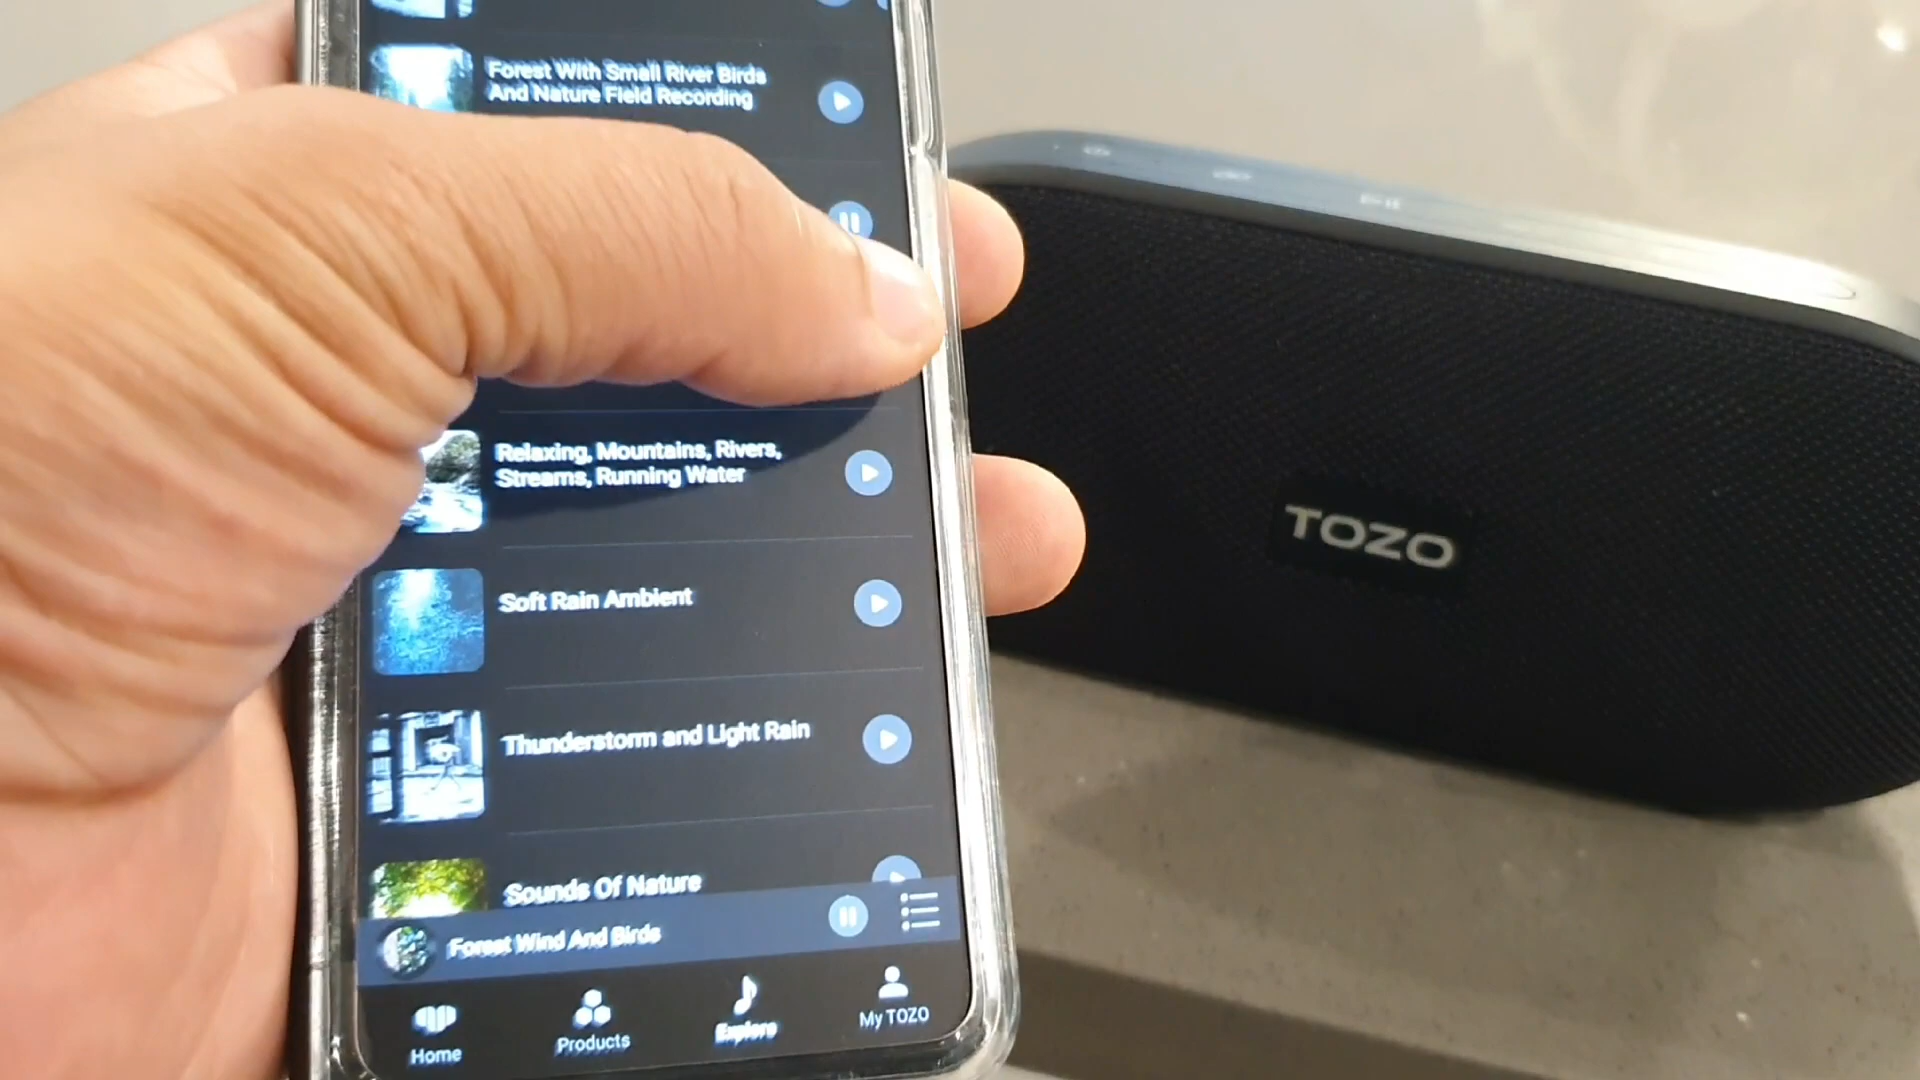 Forest With Small River Birds
And Nature Field Recording
Relaxing, Mountains, Rivers,
Streams, Running Water
Soft Rain Ambient
Thunderstorm and Light Rain
Sounds Of Nature
Forest Wind And Birds
Home
Products
Explore
My TOZO
TOZO